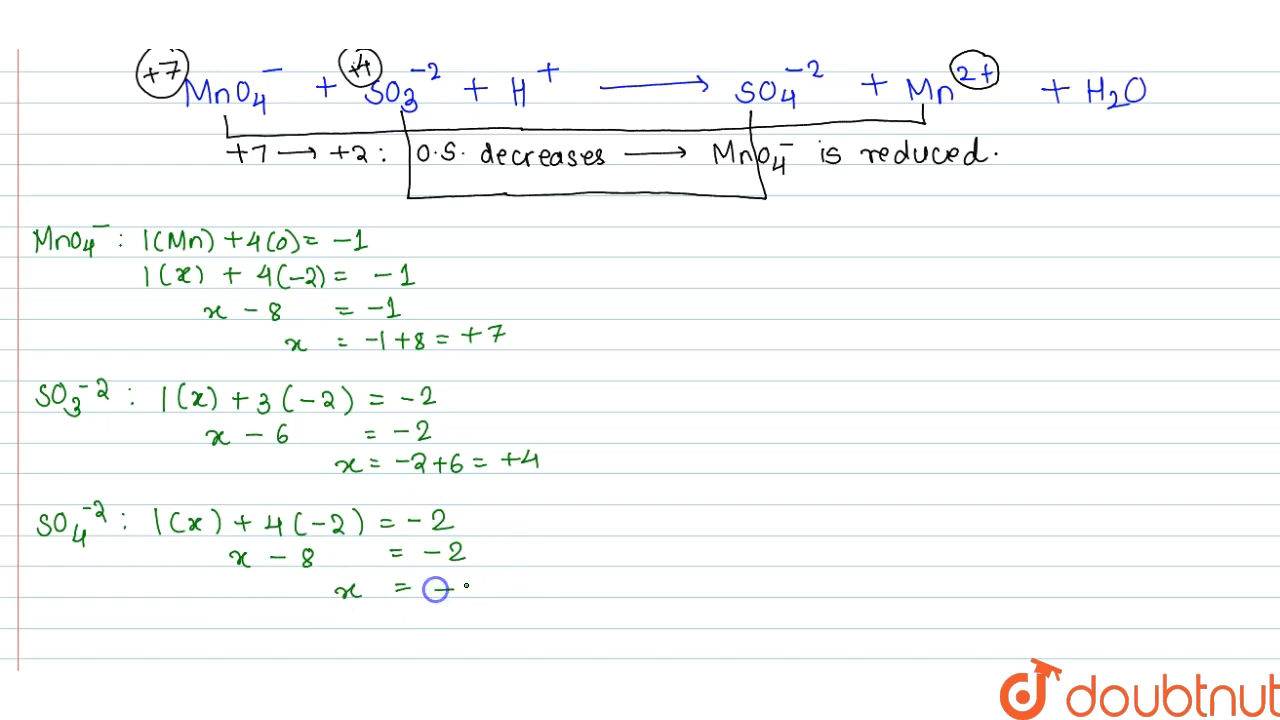 +7 +4
MnO₄⁻ + SO₃⁻² + H⁺ ⟶ SO₄⁻² + Mn²⁺ + H₂O
+7 ⟶ +2 : O.S. decreases ⟶ MnO₄⁻ is reduced.
MnO₄⁻ : 1(Mn) + 4(O) = -1
1(x) + 4(-2) = -1
x - 8 = -1
x = -1+8 = +7
SO₃⁻² : 1(x) + 3(-2) = -2
x - 6 = -2
x = -2+6 = +4
SO₄⁻² : 1(x) + 4(-2) = -2
x - 8 = -2
x = -
doubtnut